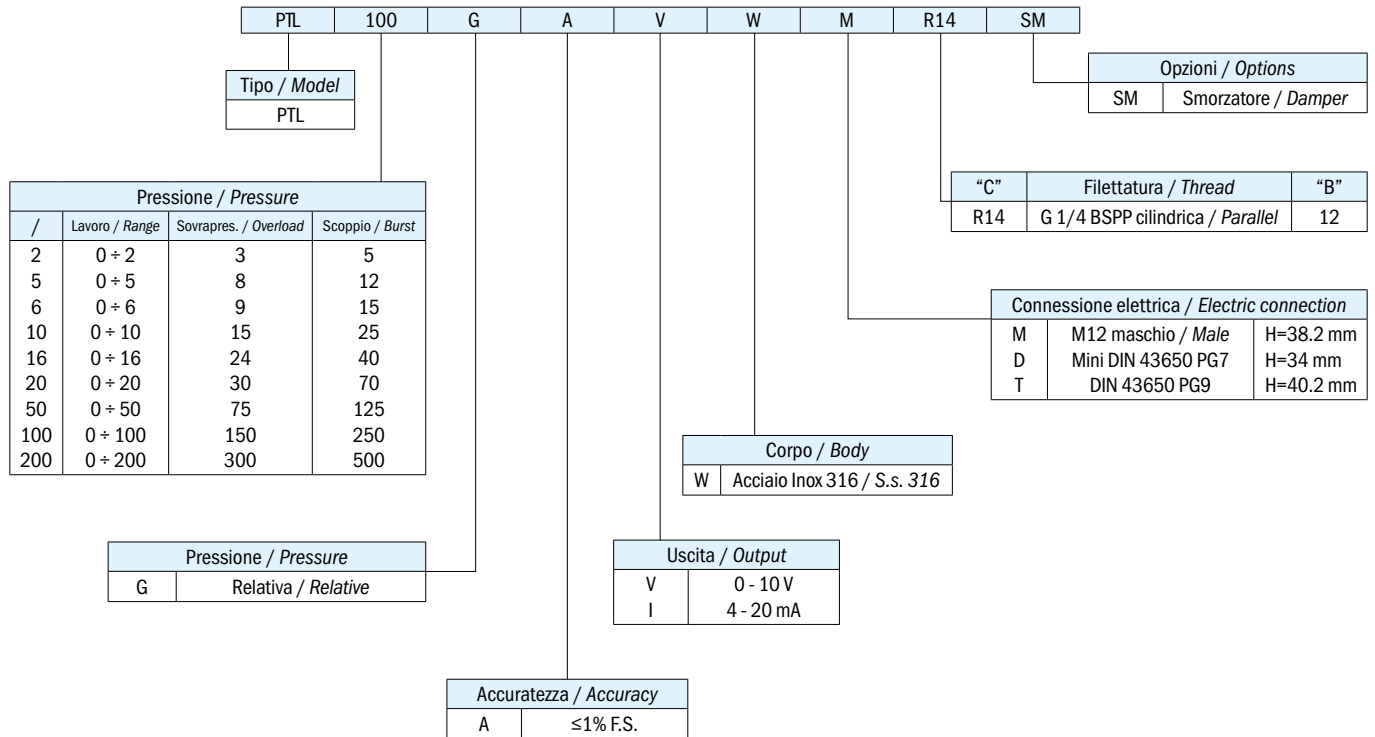 PTL 100 G A V W M R14 SM
Opzioni / Options
SM Smorzatore / Damper
Tipo / Model
PTL
"C" Filettatura / Thread "B"
R14 G 1/4 BSPP cilindrica / Parallel 12
Pressione / Pressure
/ Lavoro / Range Sovrapres. / Overload Scoppio / Burst
2 0 ÷ 2 3 5
5 0 ÷ 5 8 12
6 0 ÷ 6 9 15
10 0 ÷ 10 15 25
16 0 ÷ 16 24 40
20 0 ÷ 20 30 70
50 0 ÷ 50 75 125
100 0 ÷ 100 150 250
200 0 ÷ 200 300 500
Connessione elettrica / Electric connection
M M12 maschio / Male H=38.2 mm
D Mini DIN 43650 PG7 H=34 mm
T DIN 43650 PG9 H=40.2 mm
Corpo / Body
W Acciaio Inox 316 / S.s. 316
Pressione / Pressure
G Relativa / Relative
Uscita / Output
V 0 - 10 V
I 4 - 20 mA
Accuratezza / Accuracy
A ≤1% F.S.